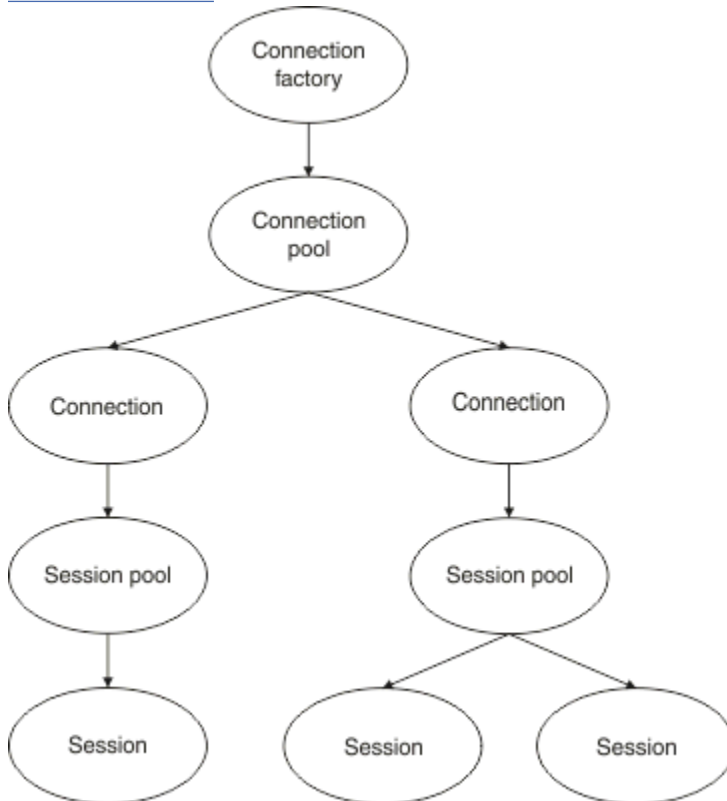 Connection
factory
Connection
pool
Connection
Connection
Session pool
Session pool
Session
Session
Session